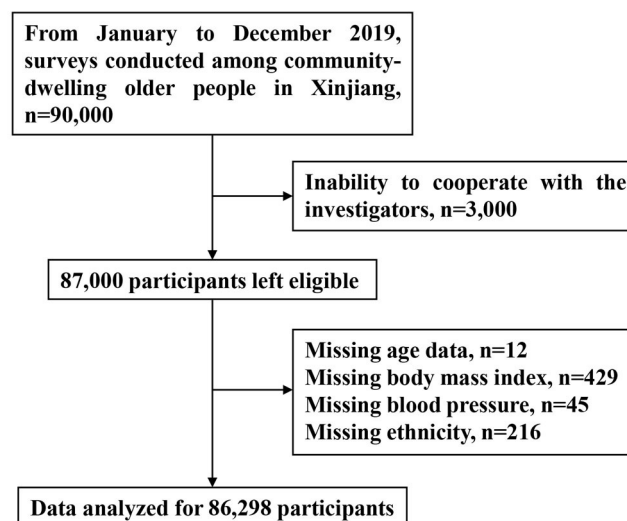 From January to December 2019,
surveys conducted among community-
dwelling older people in Xinjiang,
n=90,000
Inability to cooperate with the
investigators, n=3,000
87,000 participants left eligible
Missing age data, n=12
Missing body mass index, n=429
Missing blood pressure, n=45
Missing ethnicity, n=216
Data analyzed for 86,298 participants